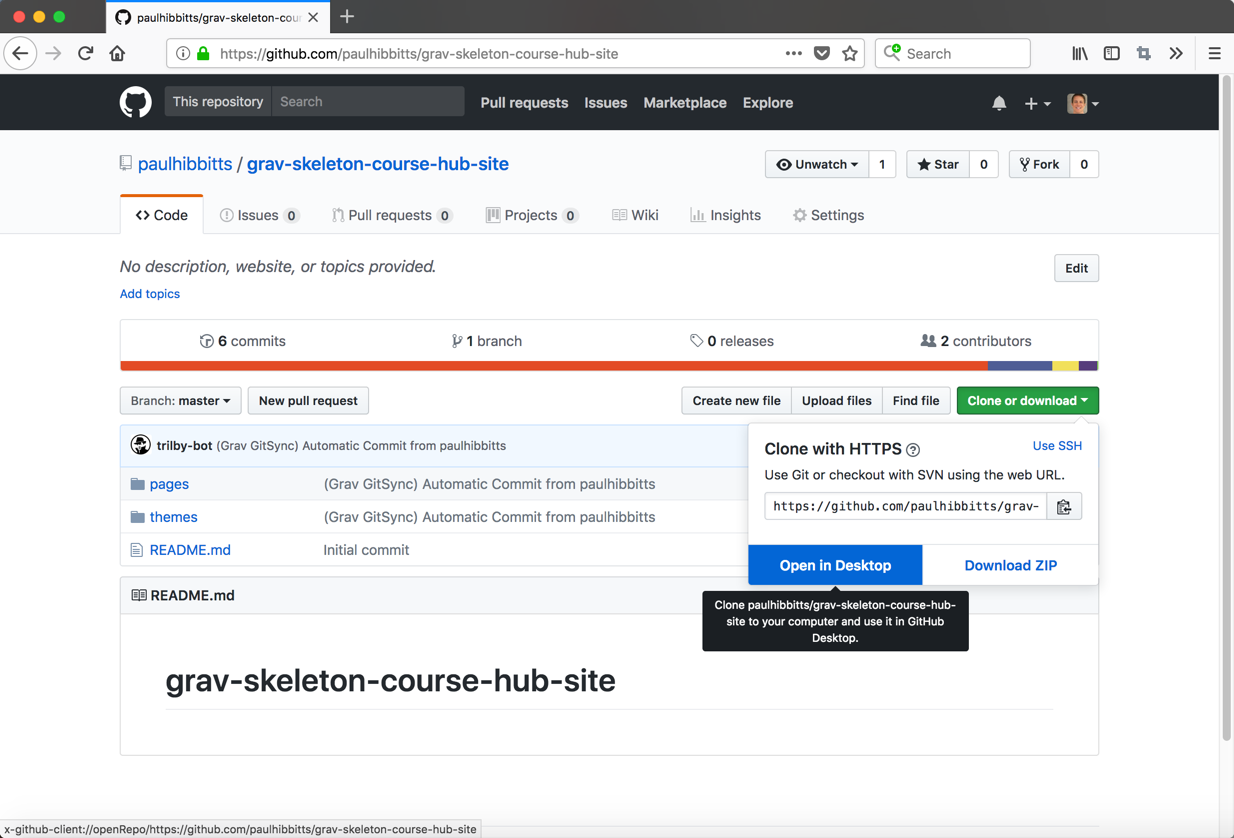 paulhibbitts/grav-skeleton-cou
https://github.com/paulhibbitts/grav-skeleton-course-hub-site
Search
This repository
Search
Pull requests
Issues
Marketplace
Explore
paulhibbitts / grav-skeleton-course-hub-site
Unwatch 1
Star 0
Fork 0
Code
Issues 0
Pull requests 0
Projects 0
Wiki
Insights
Settings
No description, website, or topics provided.
Edit
Add topics
6 commits
1 branch
0 releases
2 contributors
Branch: master
New pull request
Create new file
Upload files
Find file
Clone or download
trilby-bot (Grav GitSync) Automatic Commit from paulhibbitts
pages (Grav GitSync) Automatic Commit from paulhibbitts
themes (Grav GitSync) Automatic Commit from paulhibbitts
README.md Initial commit
Clone with HTTPS ?
Use SSH
Use Git or checkout with SVN using the web URL.
https://github.com/paulhibbitts/grav-
Open in Desktop
Download ZIP
Clone paulhibbitts/grav-skeleton-course-hub-
site to your computer and use it in GitHub
Desktop.
README.md
grav-skeleton-course-hub-site
x-github-client://openRepo/https://github.com/paulhibbitts/grav-skeleton-course-hub-site